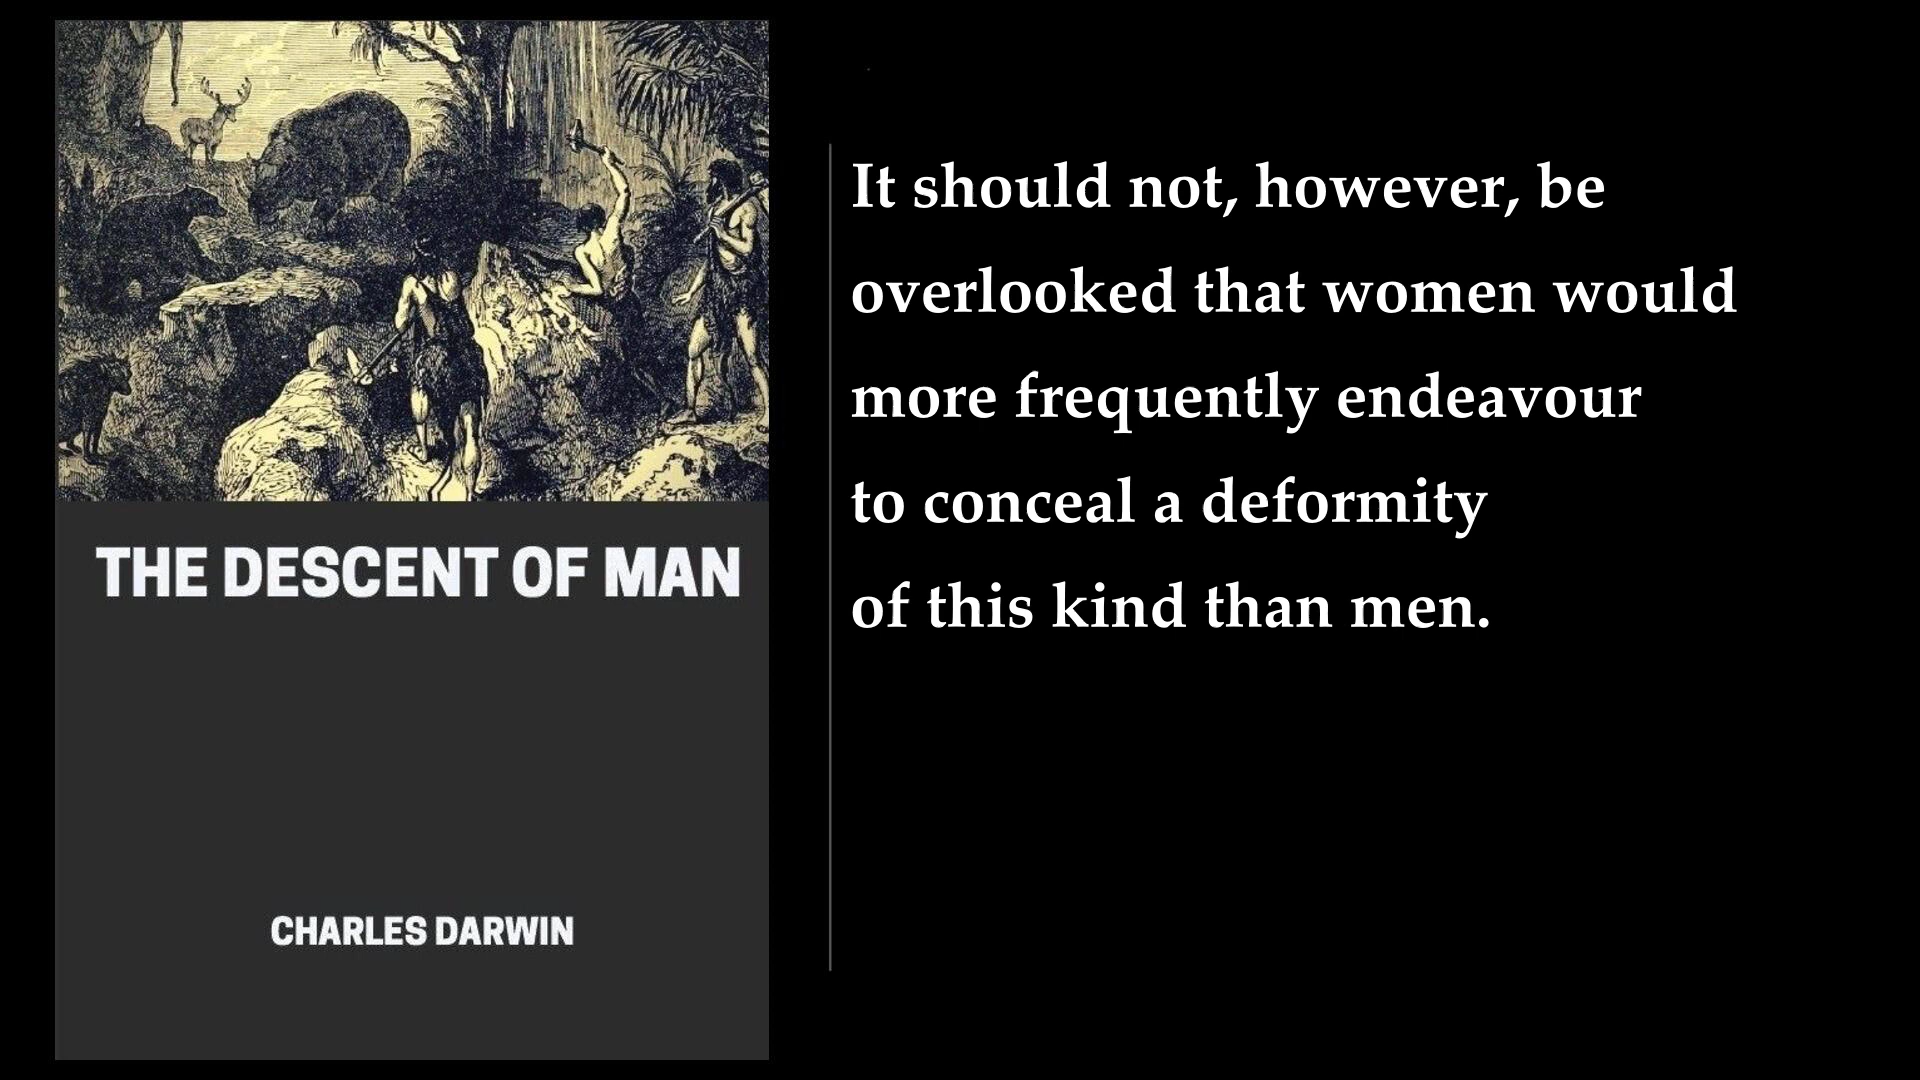 THE DESCENT OF MAN
CHARLES DARWIN
It should not, however, be
overlooked that women would
more frequently endeavour
to conceal a deformity
of this kind than men.